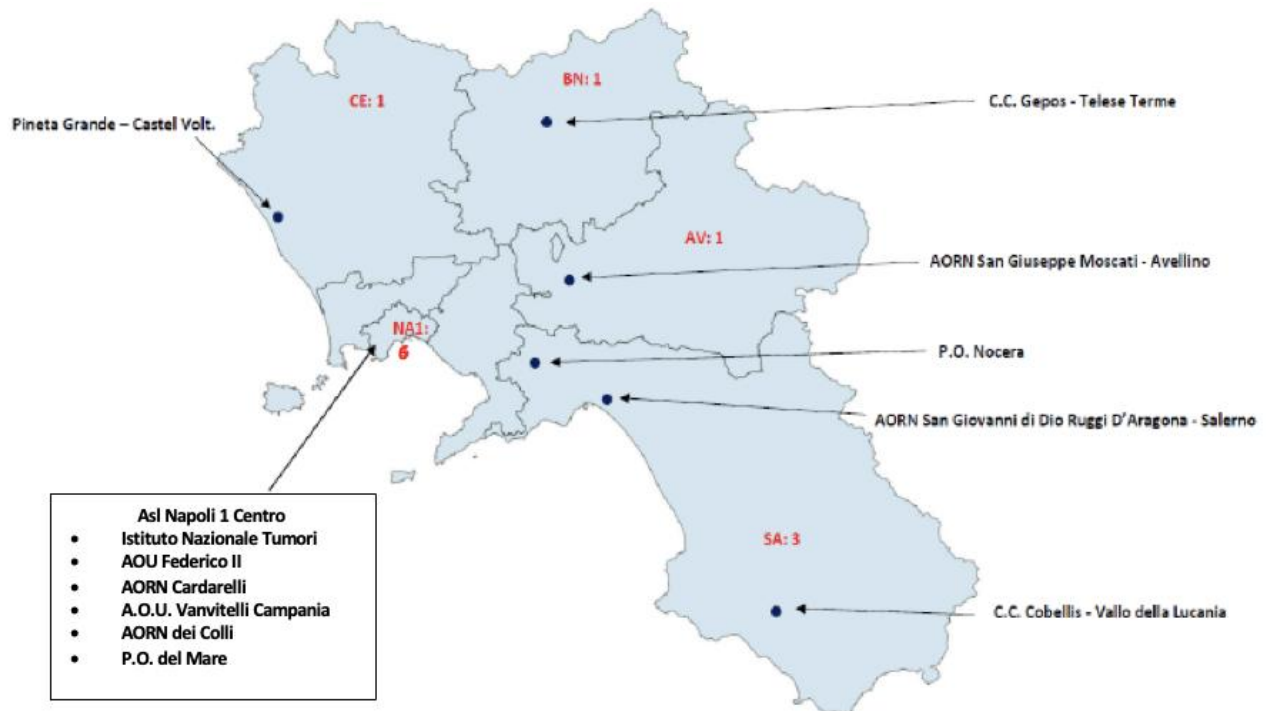 BN: 1
CE: 1
C.C. Gepos - Telese Terme
Pineta Grande – Castel Volt.
AV: 1
AORN San Giuseppe Moscati - Avellino
NA1:
6
P.O. Nocera
AORN San Giovanni di Dio Ruggi D'Aragona - Salerno
Asl Napoli 1 Centro
• Istituto Nazionale Tumori
• AOU Federico II
• AORN Cardarelli
• A.O.U. Vanvitelli Campania
• AORN dei Colli
• P.O. del Mare
SA: 3
C.C. Cobellis - Vallo della Lucania